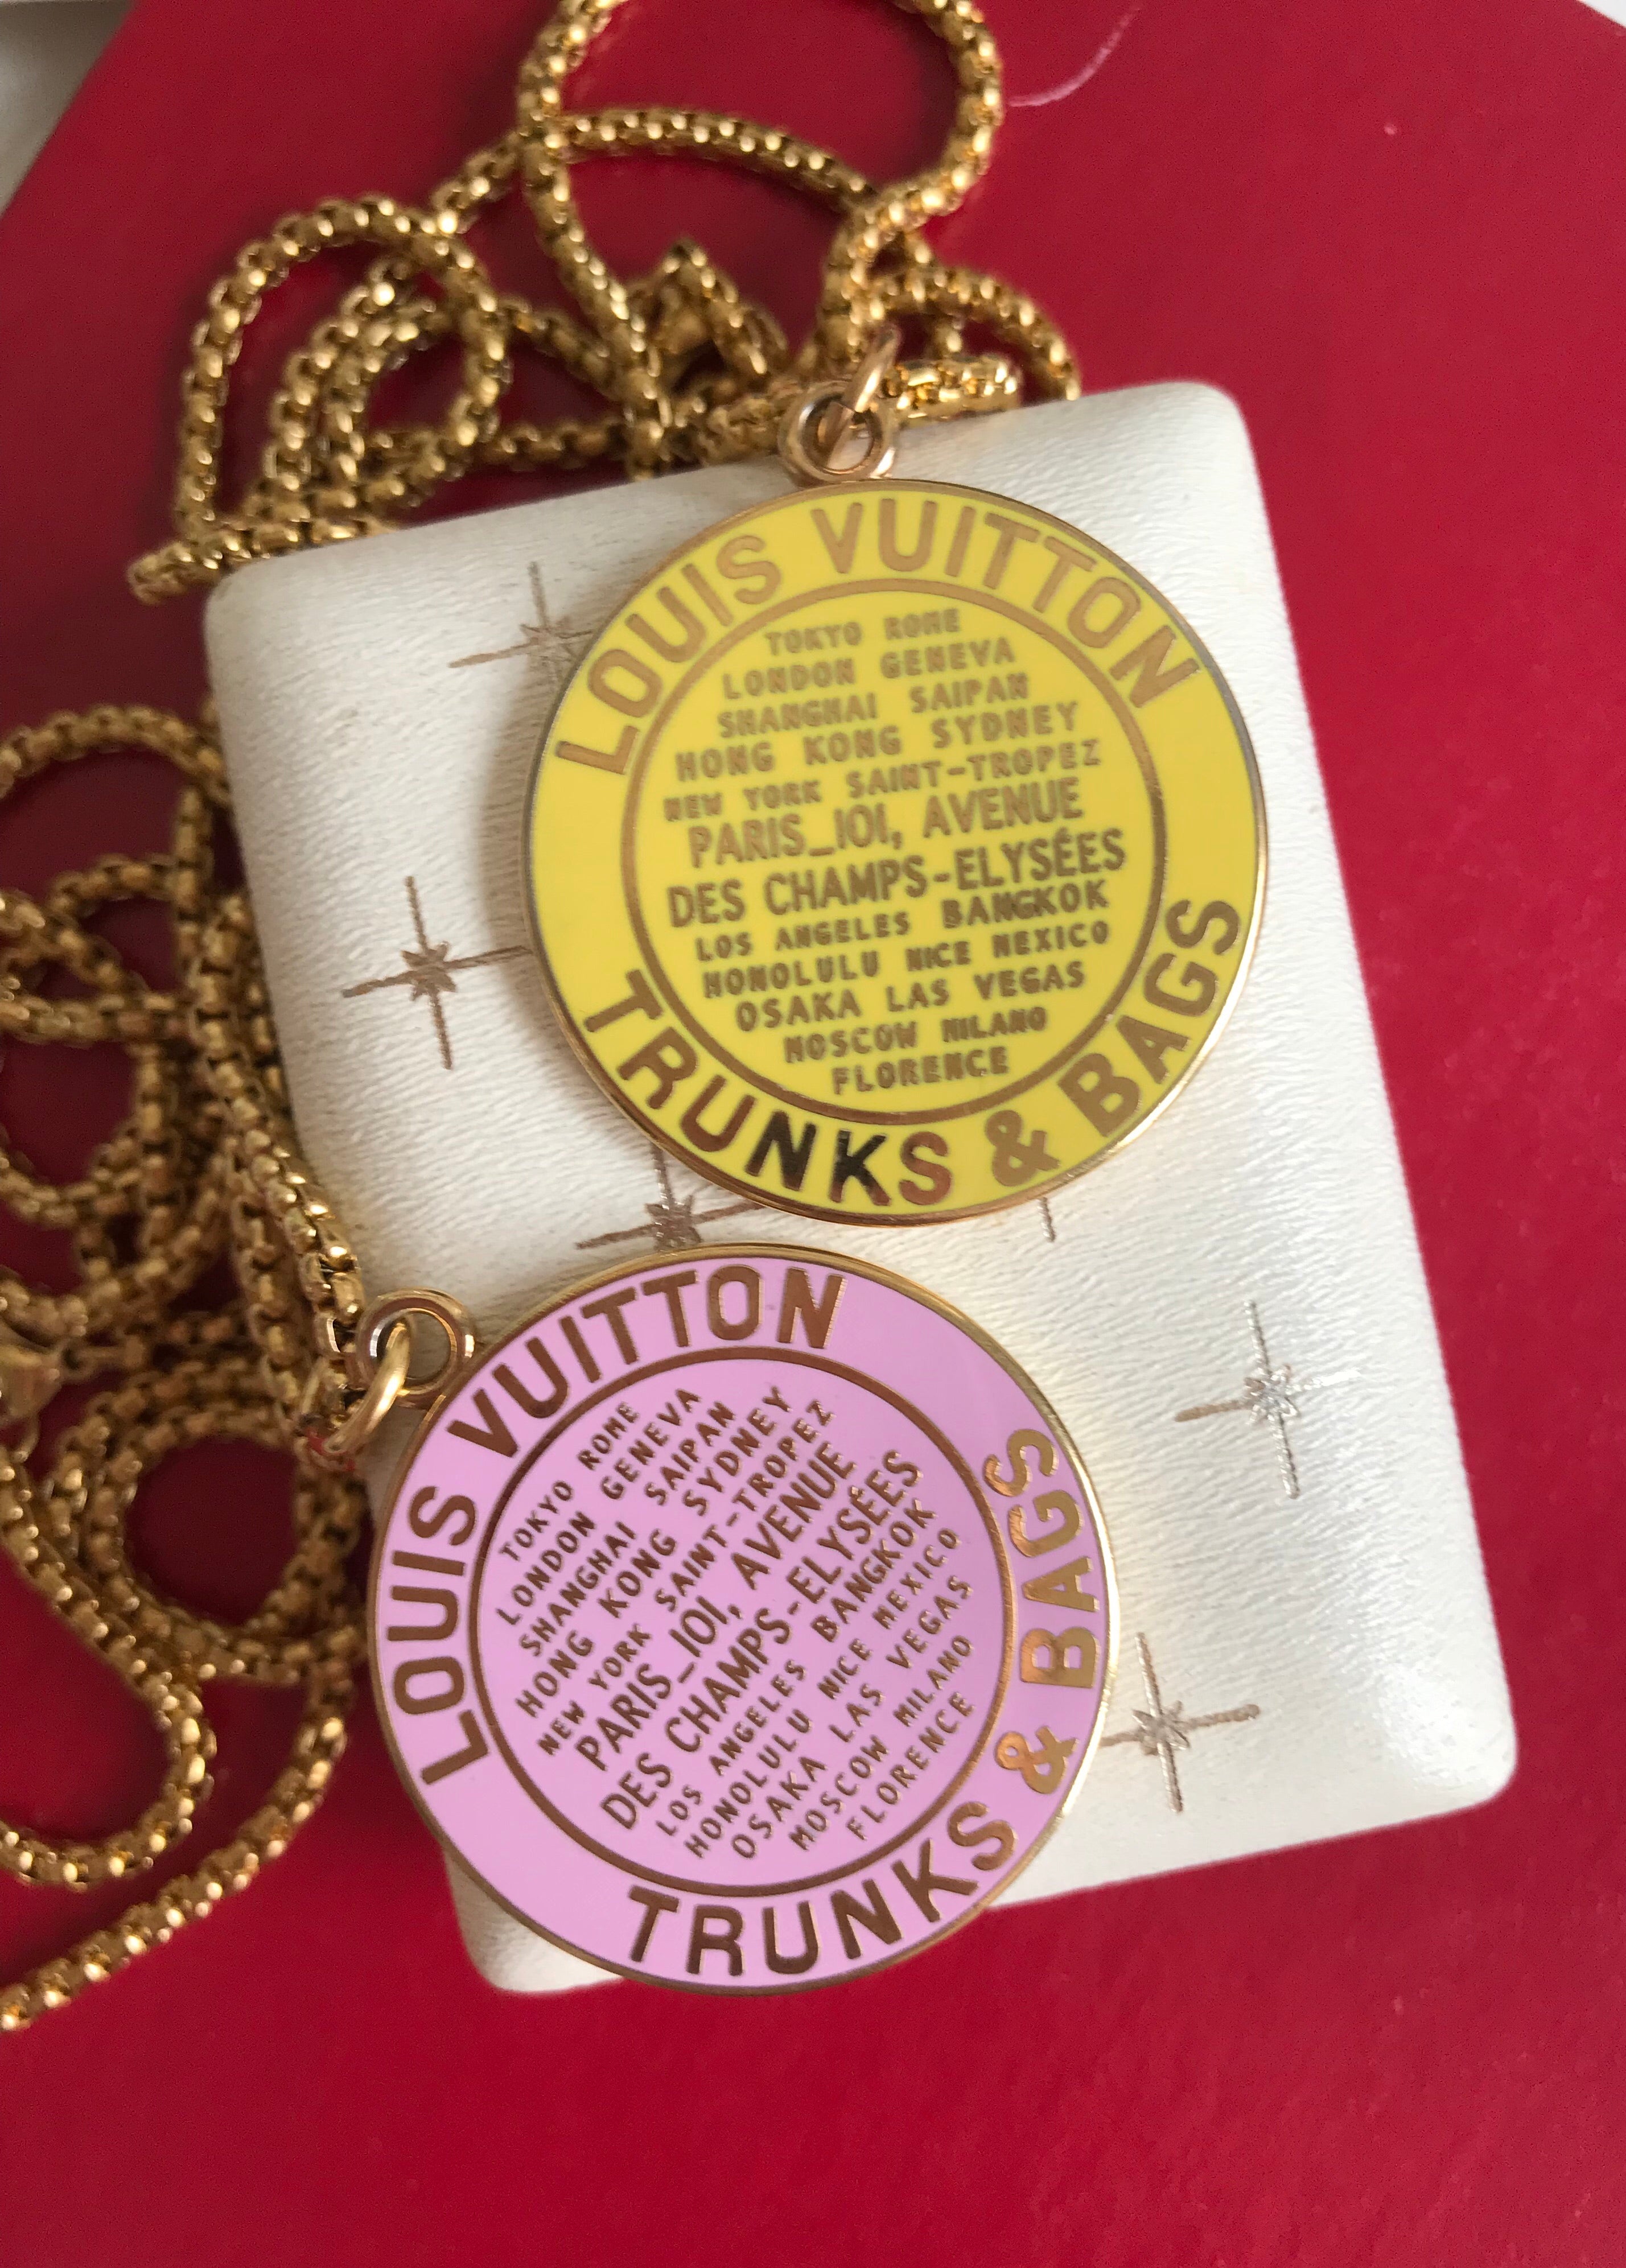 LOUIS VUITTON
TOKYO ROME
LONDON GENEVA
SHANGHAI SAIPAN
HONG KONG SYDNEY
NEW YORK SAINT-TROPEZ
PARIS_101, AVENUE
DES CHAMPS-ELYSÉES
LOS ANGELES BANGKOK
HONOLULU NICE MEXICO
OSAKA LAS VEGAS
MOSCOW MILANO
FLORENCE
TRUNKS & BAGS
LOUIS VUITTON
TOKYO ROME
LONDON GENEVA
SHANGHAI SAIPAN
HONG KONG SYDNEY
NEW YORK SAINT-TROPEZ
PARIS_101, AVENUE
DES CHAMPS-ELYSÉES
LOS ANGELES BANGKOK
HONOLULU NICE MEXICO
OSAKA LAS VEGAS
MOSCOW MILANO
FLORENCE
TRUNKS & BAGS